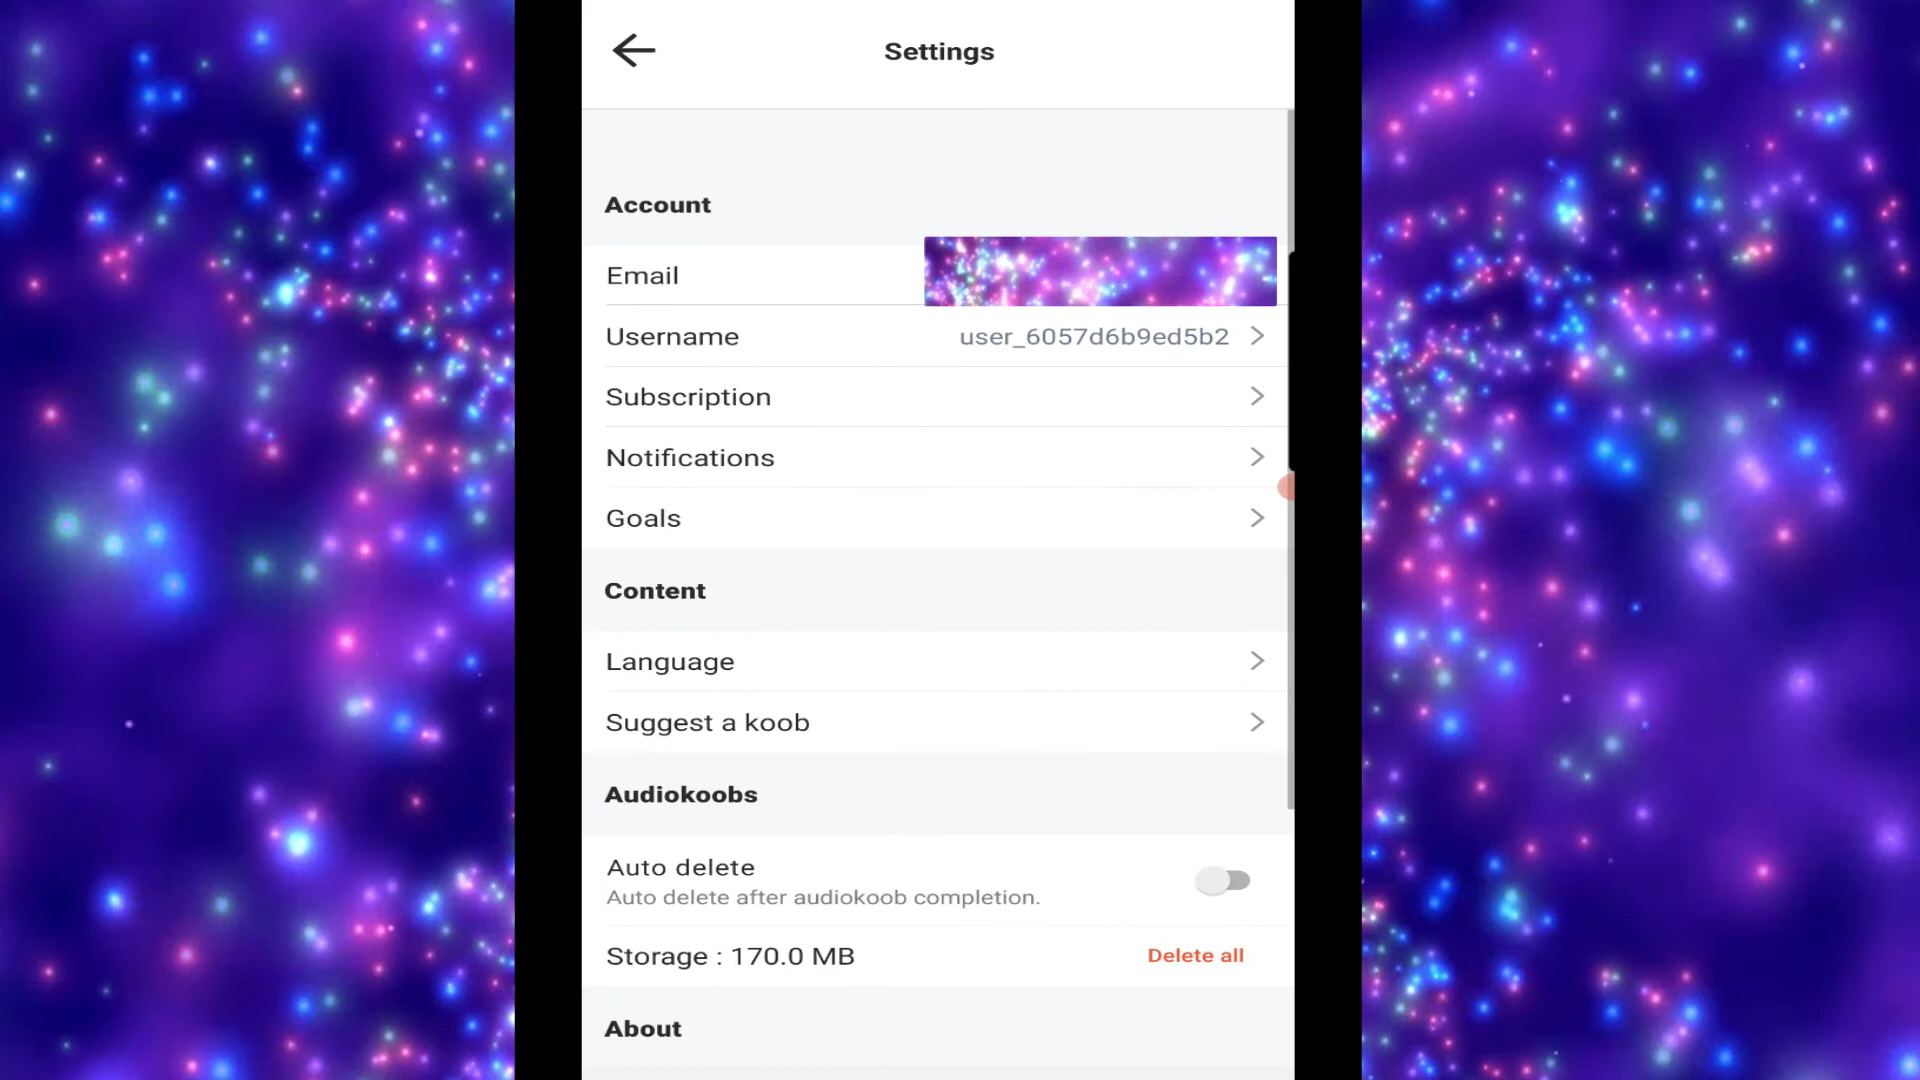 Settings
Account
Email
Username user_6057d6b9ed5b2
Subscription
Notifications
Goals
Content
Language
Suggest a koob
Audiokoobs
Auto delete
Auto delete after audiokoob completion.
Storage : 170.0 MB Delete all
About